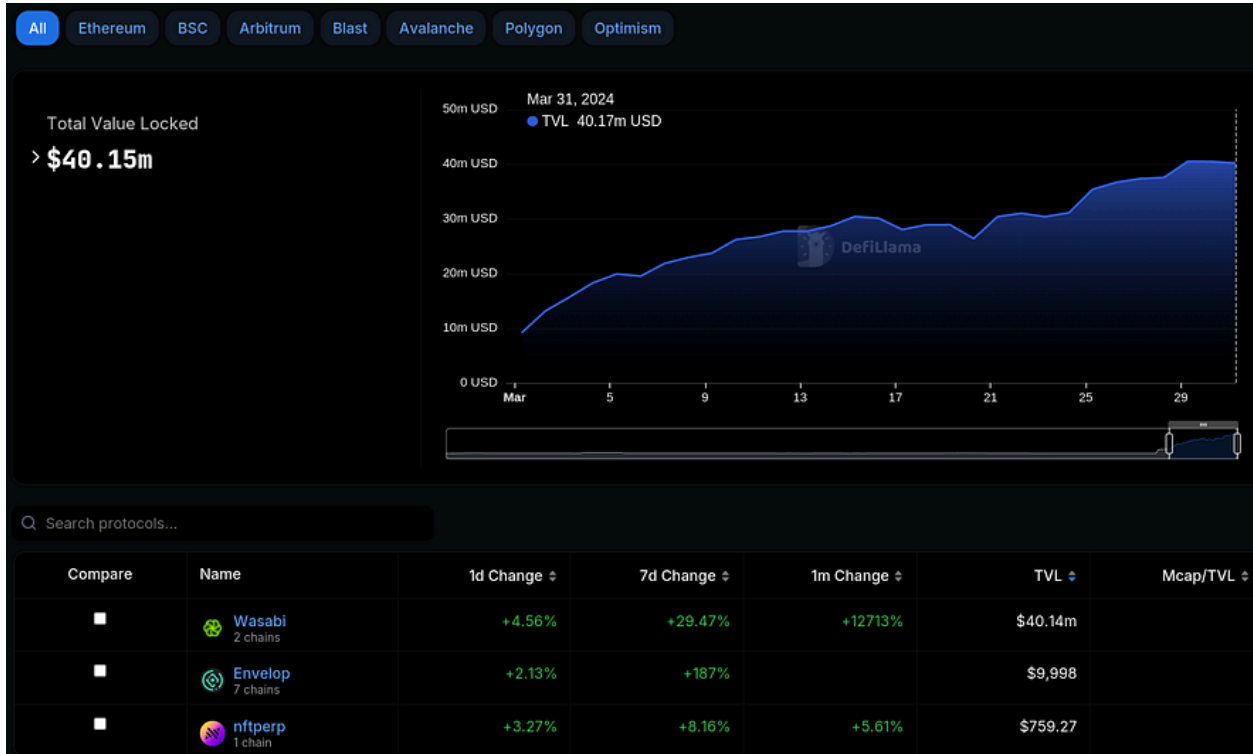 All Ethereum BSC Arbitrum Blast Avalanche Polygon Optimism
Total Value Locked
$40.15m
Mar 31, 2024
TVL 40.17m USD
50m USD
40m USD
30m USD
20m USD
10m USD
0 USD
DefiLlama
Mar 5 9 13 17 21 25 29
Search protocols...
Compare Name 1d Change 7d Change 1m Change TVL Mcap/TVL
Wasabi +4.56% +29.47% +12713% $40.14m
2 chains
Envelop +2.13% +187% $9,998
7 chains
nftperp +3.27% +8.16% +5.61% $759.27
1 chain